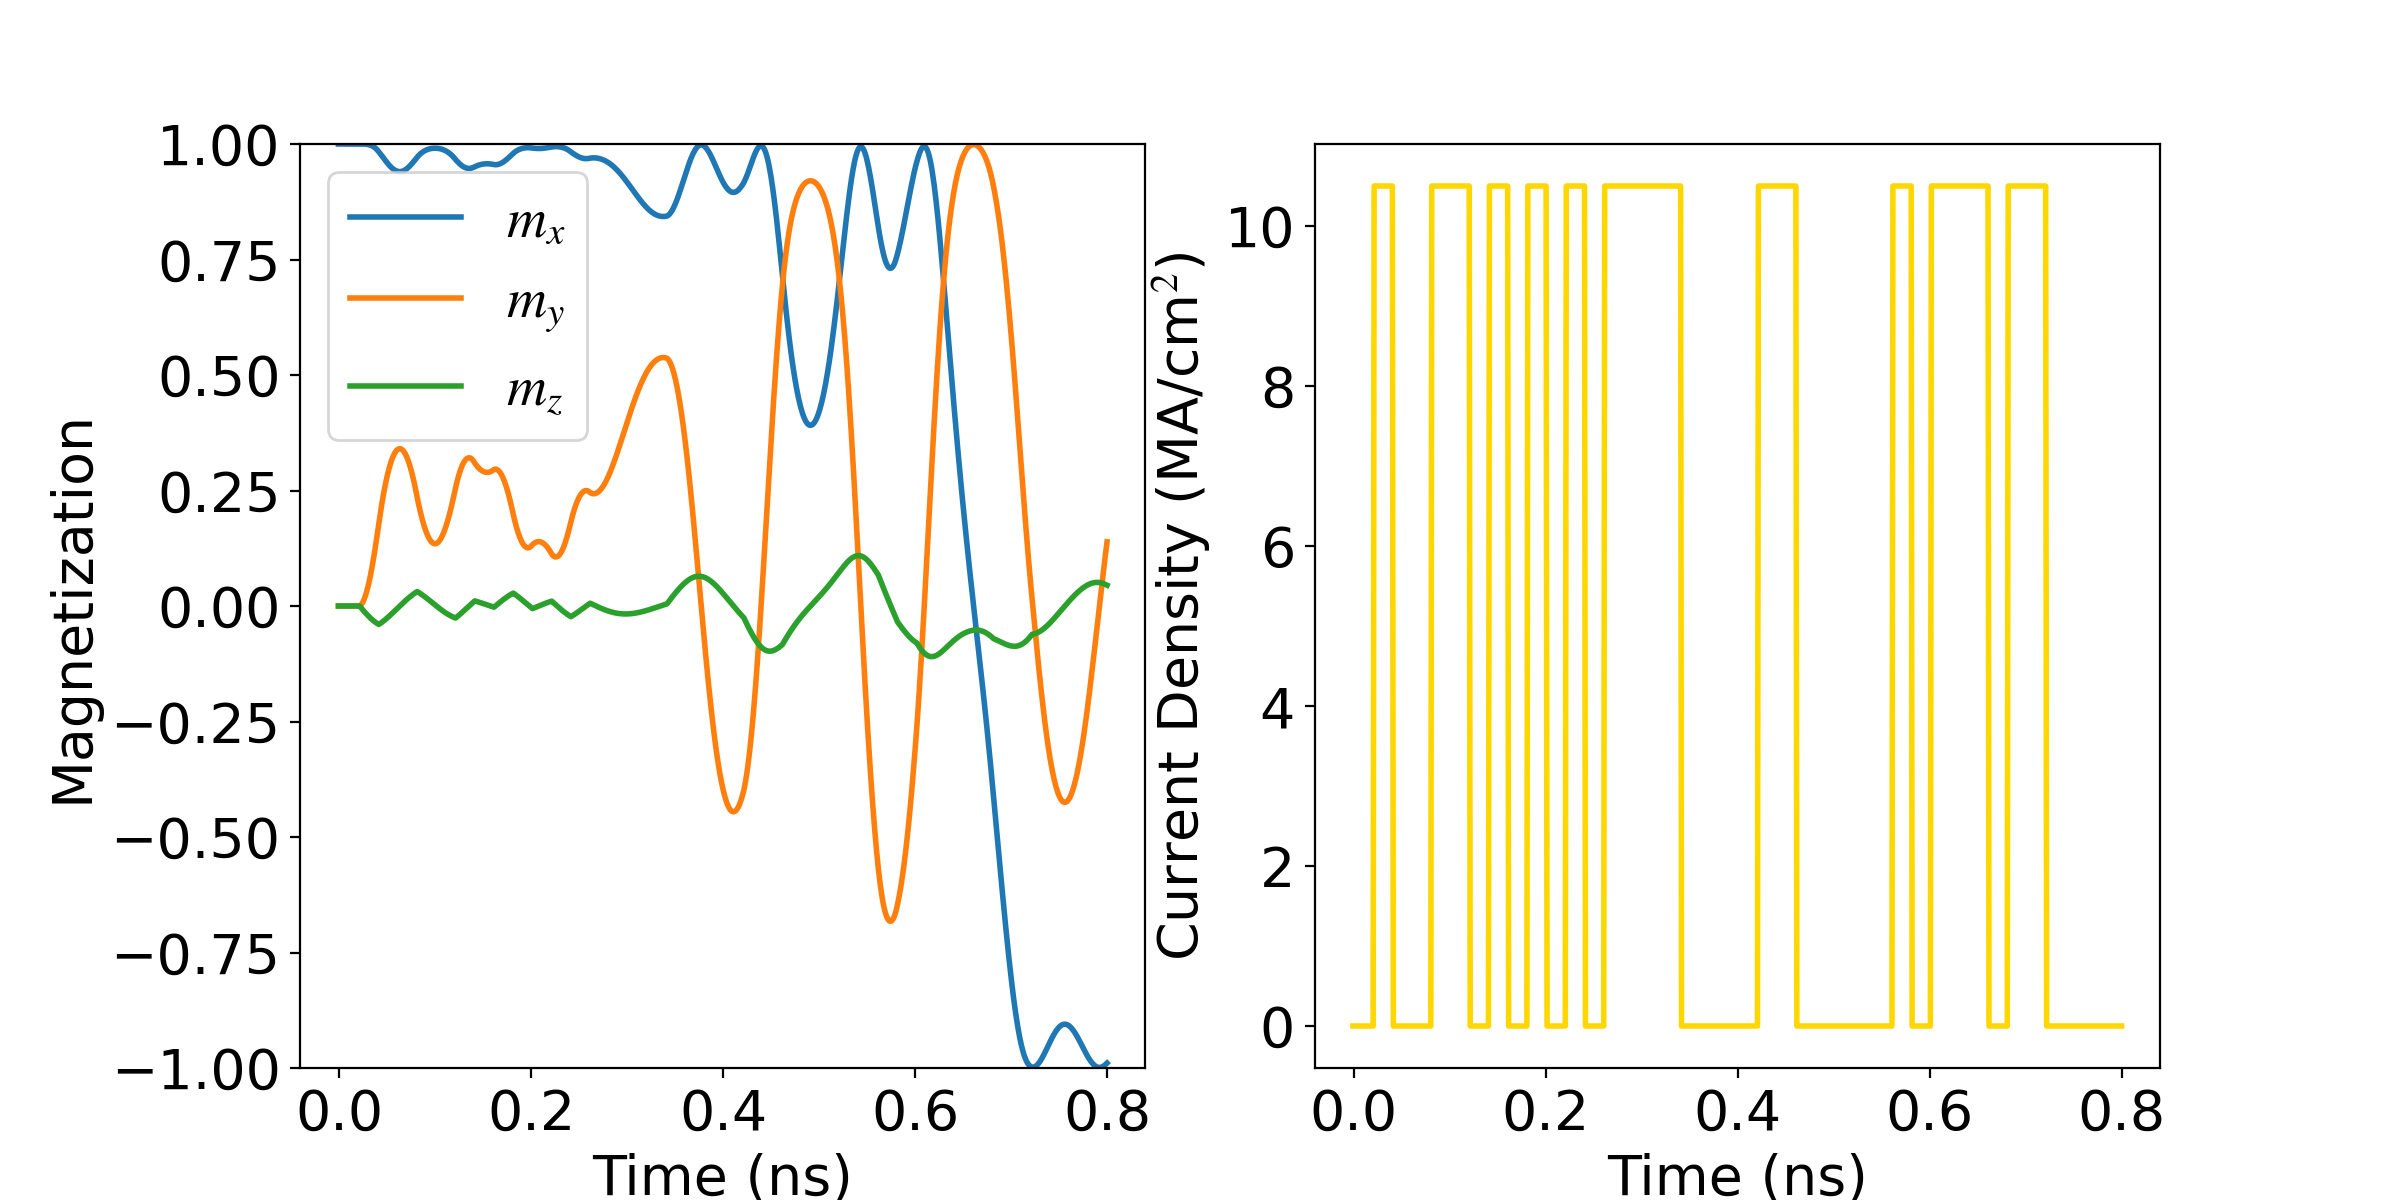 1.00
0.75
0.50
0.25
0.00
−0.25
−0.50
−0.75
−1.00
Magnetization
m_x
m_y
m_z
0.0 0.2 0.4 0.6 0.8
Time (ns)
10
8
6
4
2
0
Current Density (MA/cm²)
0.0 0.2 0.4 0.6 0.8
Time (ns)